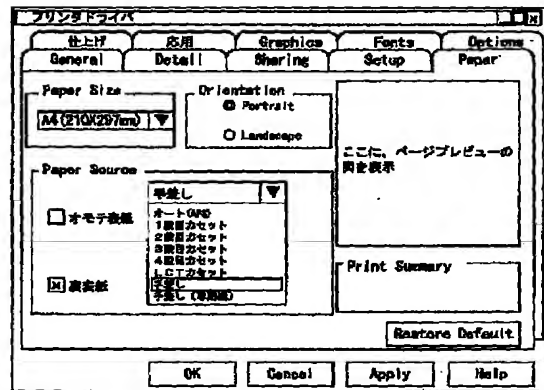 プリンタドライバ
仕上げ 応用 Graphics Fonts Options
General Detail Sharing Setup Paper
Paper Size
A4(210X297mm)
Orientation
Portrait
Landscape
ここに、ページプレビューの
図を表示
Paper Source
手差し
オモテ表紙
オート(APS)
1段目カセット
2段目カセット
3段目カセット
4段目カセット
LCTカセット
手差し
裏表紙
Print Summary
Restore Default
OK Cancel Apply Help